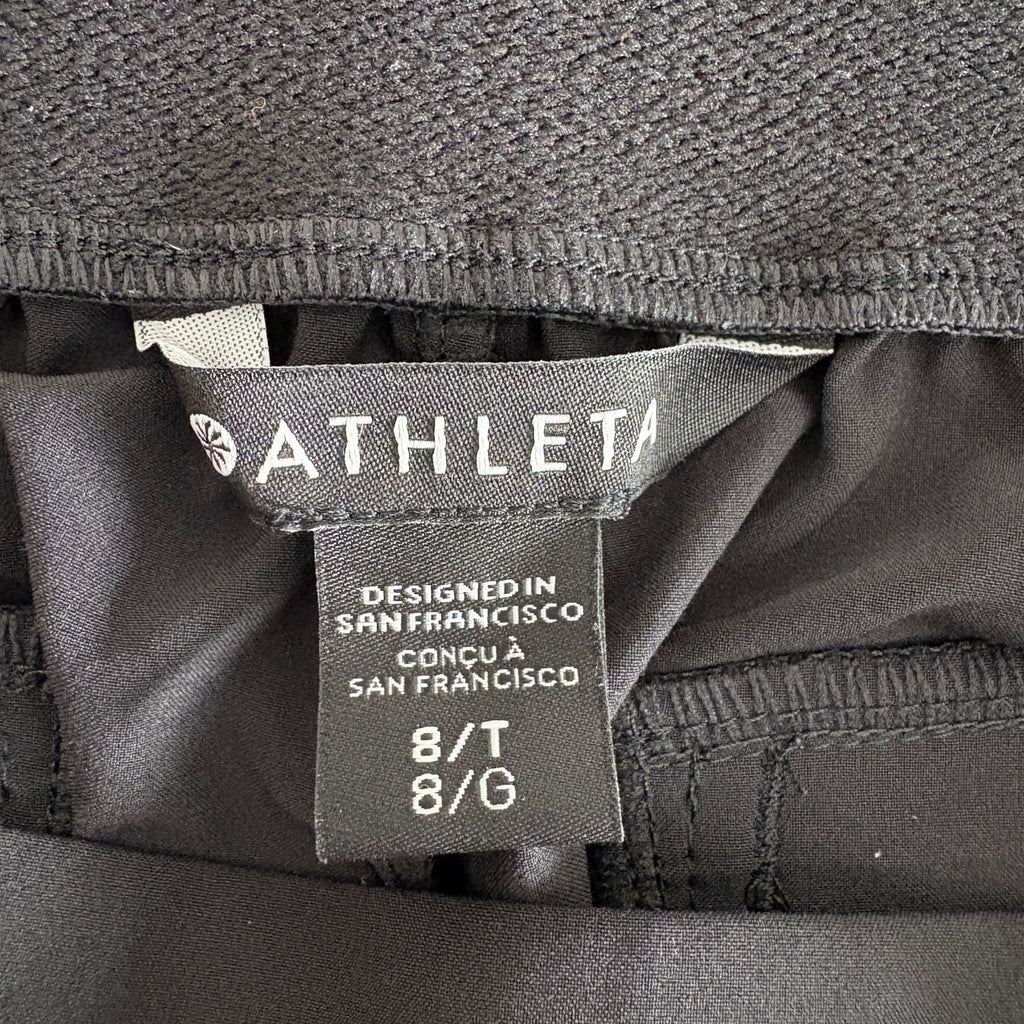 ATHLETA
DESIGNED IN
SAN FRANCISCO
CONÇU À
SAN FRANCISCO
8/T
8/G